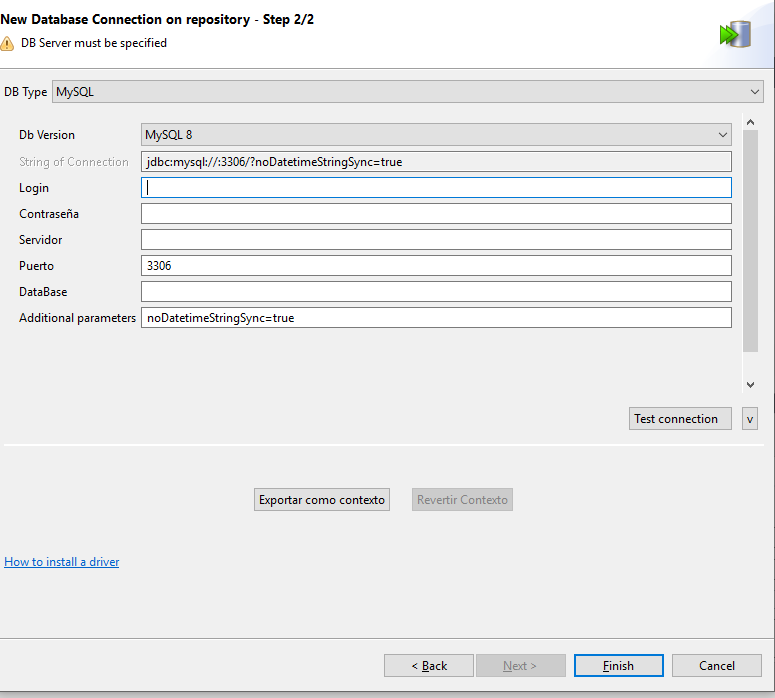 New Database Connection on repository - Step 2/2
DB Server must be specified
DB Type MySQL
Db Version MySQL 8
String of Connection jdbc:mysql://:3306/?noDatetimeStringSync=true
Login
Contraseña
Servidor
Puerto 3306
DataBase
Additional parameters noDatetimeStringSync=true
Test connection v
Exportar como contexto Revertir Contexto
How to install a driver
< Back Next > Finish Cancel